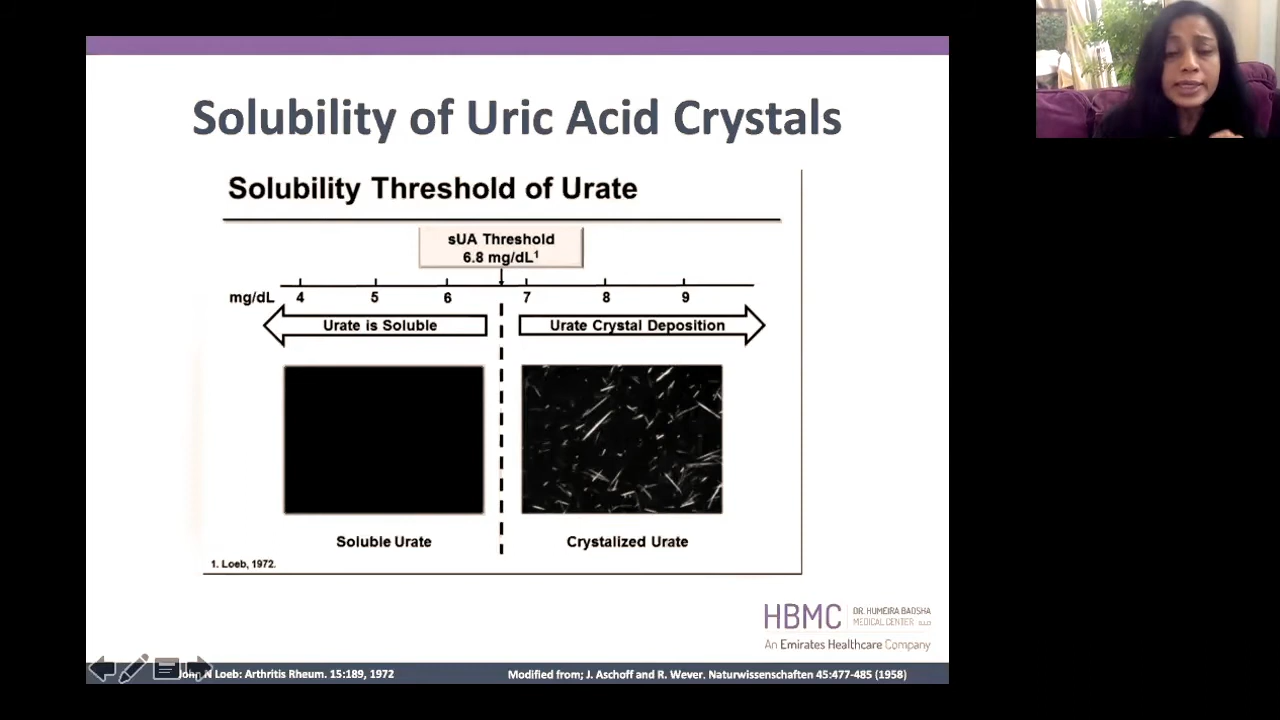 Solubility of Uric Acid Crystals
Solubility Threshold of Urate
sUA Threshold
6.8 mg/dL¹
mg/dL 4 5 6 7 8 9
Urate is Soluble
Urate Crystal Deposition
Soluble Urate
Crystalized Urate
1. Loeb, 1972.
HBMC
DR. HUMEIRA BADSHA
MEDICAL CENTER
An Emirates Healthcare Company
N Loeb: Arthritis Rheum. 15:189, 1972
Modified from; J. Aschoff and R. Wever. Naturwissenschaften 45:477-485 (1958)